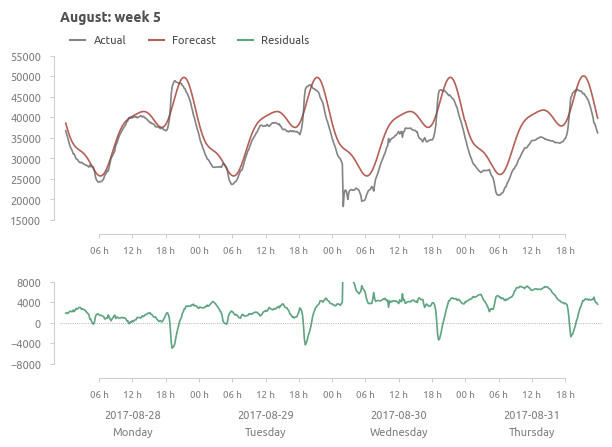 August: week 5
Actual Forecast Residuals
55000
50000
45000
40000
35000
30000
25000
20000
15000
06 h 12 h 18 h 00 h 06 h 12 h 18 h 00 h 06 h 12 h 18 h 00 h 06 h 12 h 18 h
8000
4000
0
−4000
−8000
06 h 12 h 18 h 00 h 06 h 12 h 18 h 00 h 06 h 12 h 18 h 00 h 06 h 12 h 18 h
2017-08-28 2017-08-29 2017-08-30 2017-08-31
Monday Tuesday Wednesday Thursday